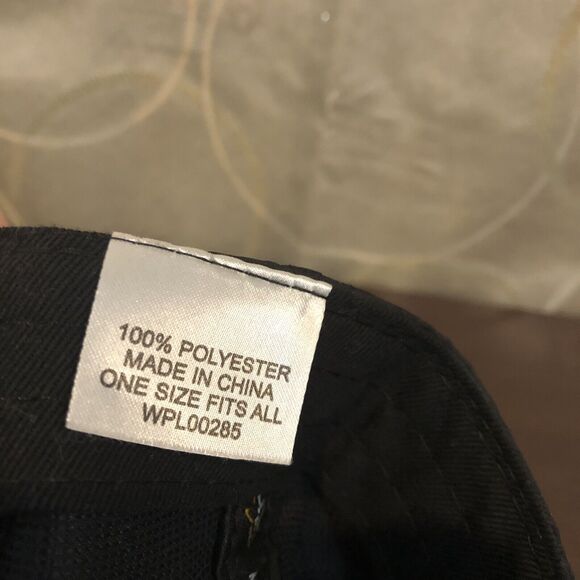 100% POLYESTER
MADE IN CHINA
ONE SIZE FITS ALL
WPL00285